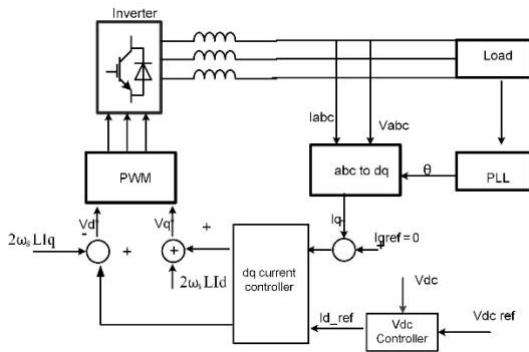 Inverter
Load
Iabc
Vabc
PWM
abc to dq
θ
PLL
Vd*
Vq*
Iq
-
+
2ωsLIq
+
+
2ωsLId
dq current
controller
Iqref = 0
Vdc
Id_ref
Vdc
Controller
Vdc ref